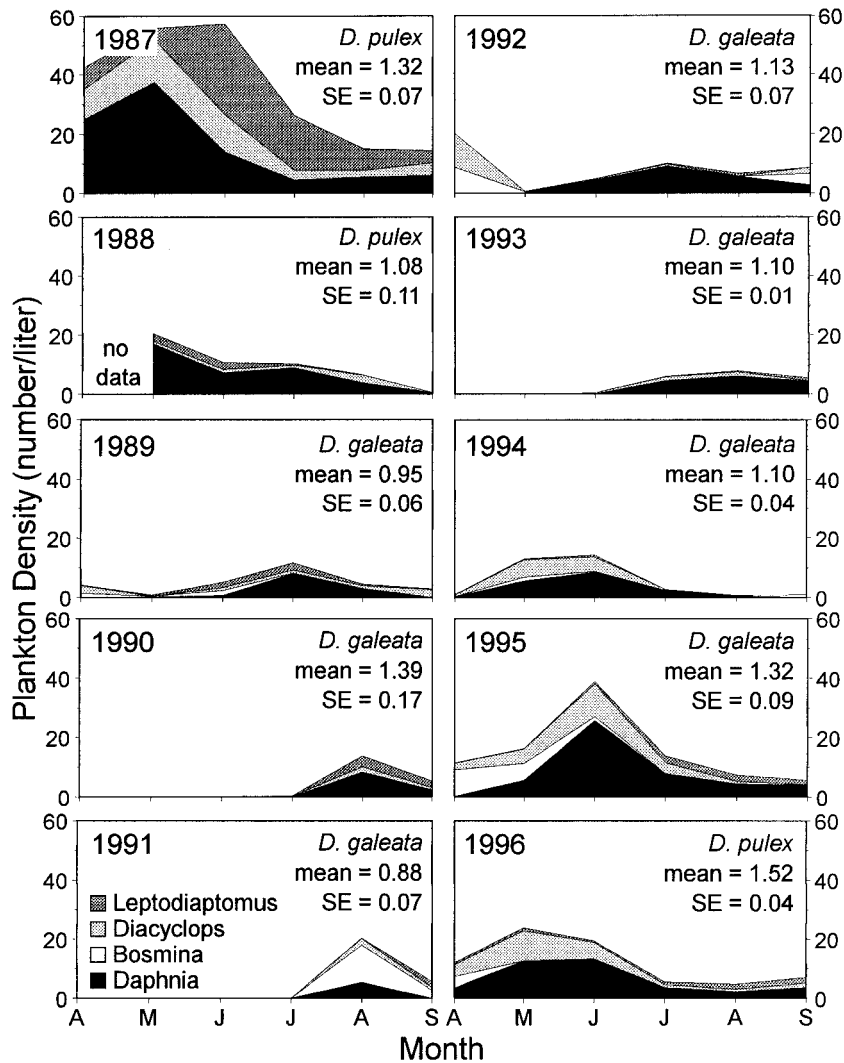 Plankton Density (number/liter)
60
40
20
0
1987
D. pulex
mean = 1.32
SE = 0.07
60
40
20
0
1988
D. pulex
mean = 1.08
SE = 0.11
no
data
60
40
20
0
1989
D. galeata
mean = 0.95
SE = 0.06
60
40
20
0
1990
D. galeata
mean = 1.39
SE = 0.17
60
40
20
0
1991
D. galeata
mean = 0.88
SE = 0.07
Leptodiaptomus
Diacyclops
Bosmina
Daphnia
A M J J A S
1992
D. galeata
mean = 1.13
SE = 0.07
60
40
20
0
1993
D. galeata
mean = 1.10
SE = 0.01
60
40
20
0
1994
D. galeata
mean = 1.10
SE = 0.04
60
40
20
0
1995
D. galeata
mean = 1.32
SE = 0.09
60
40
20
0
1996
D. pulex
mean = 1.52
SE = 0.04
60
40
20
0
A M J J A S
Month